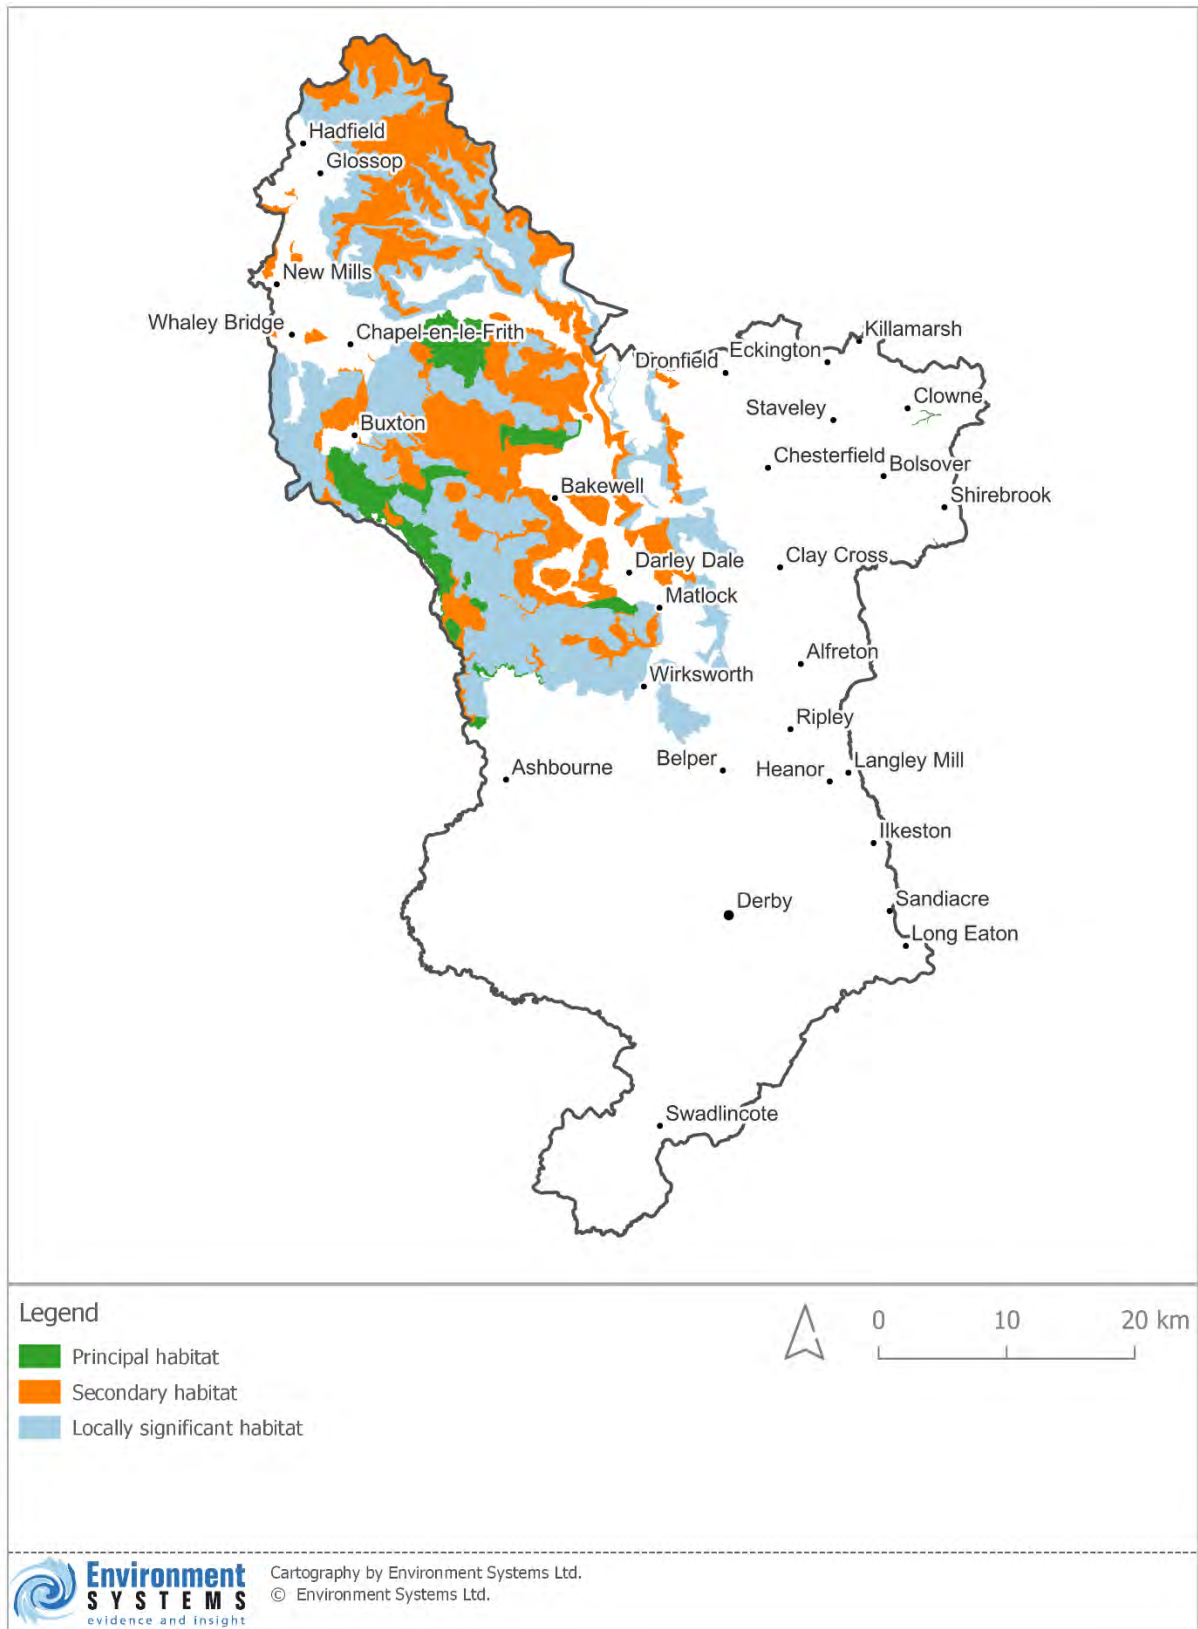 Hadfield
Glossop
New Mills
Whaley Bridge
Chapel-en-le-Frith
Killamarsh
Dronfield
Eckington
Clowne
Staveley
Buxton
Chesterfield
Bolsover
Bakewell
Shirebrook
Darley Dale
Clay Cross
Matlock
Alfreton
Wirksworth
Ripley
Belper
Langley Mill
Ashbourne
Heanor
Ilkeston
Derby
Sandiacre
Long Eaton
Swadlincote
Legend
0 10 20 km
Principal habitat
Secondary habitat
Locally significant habitat
Environment
SYSTEMS
evidence and insight
Cartography by Environment Systems Ltd.
© Environment Systems Ltd.